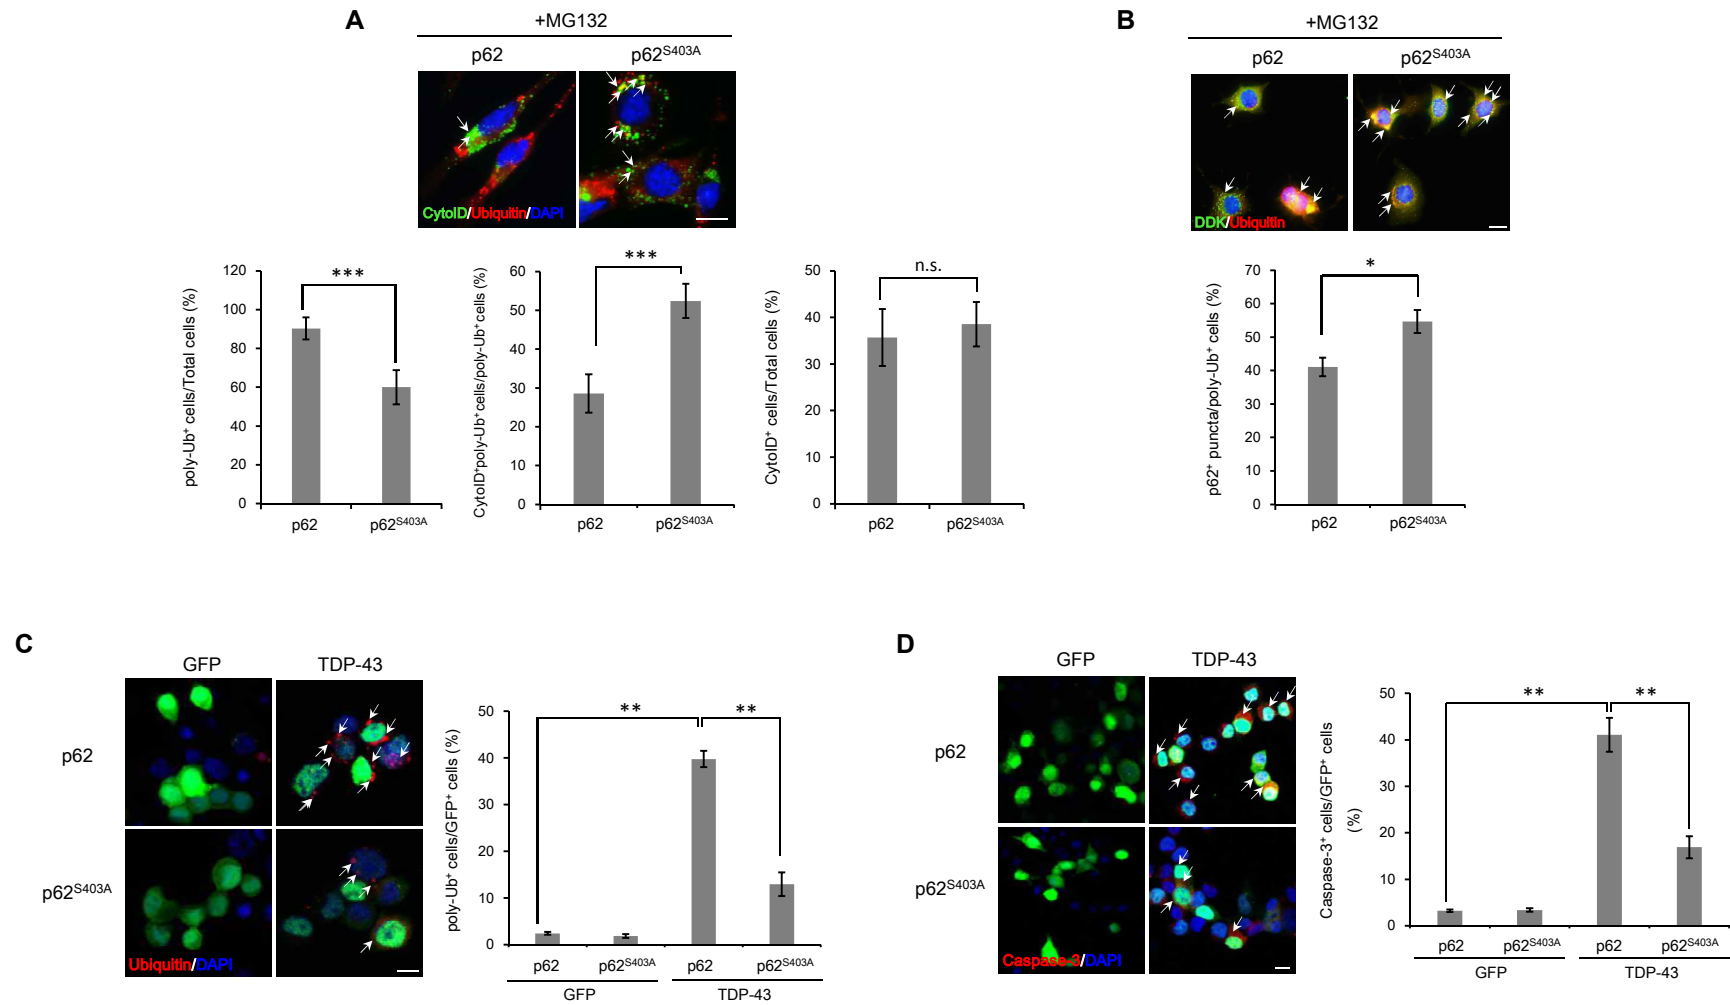 A
+MG132
p62
p62S403A
CytoID/Ubiquitin/DAPI
poly-Ub+ cells/Total cells (%)
120
100
80
60
40
20
0
***
p62
p62S403A
CytoID+poly-Ub+cells/poly-Ub+cells (%)
60
50
40
30
20
10
0
***
p62
p62S403A
CytoID+ cells/Total cells (%)
50
40
30
20
10
0
n.s.
p62
p62S403A
B
+MG132
p62
p62S403A
DDK/Ubiquitin
p62+ puncta/poly-Ub+ cells (%)
70
60
50
40
30
20
10
0
*
p62
p62S403A
C
GFP
TDP-43
p62
p62S403A
Ubiquitin/DAPI
poly-Ub+ cells/GFP+ cells (%)
50
40
30
20
10
0
**
**
p62
p62S403A
p62
p62S403A
GFP
TDP-43
D
GFP
TDP-43
p62
p62S403A
Caspase-3/DAPI
Caspase-3+ cells/GFP+ cells
(%)
50
40
30
20
10
0
**
**
p62
p62S403A
p62
p62S403A
GFP
TDP-43